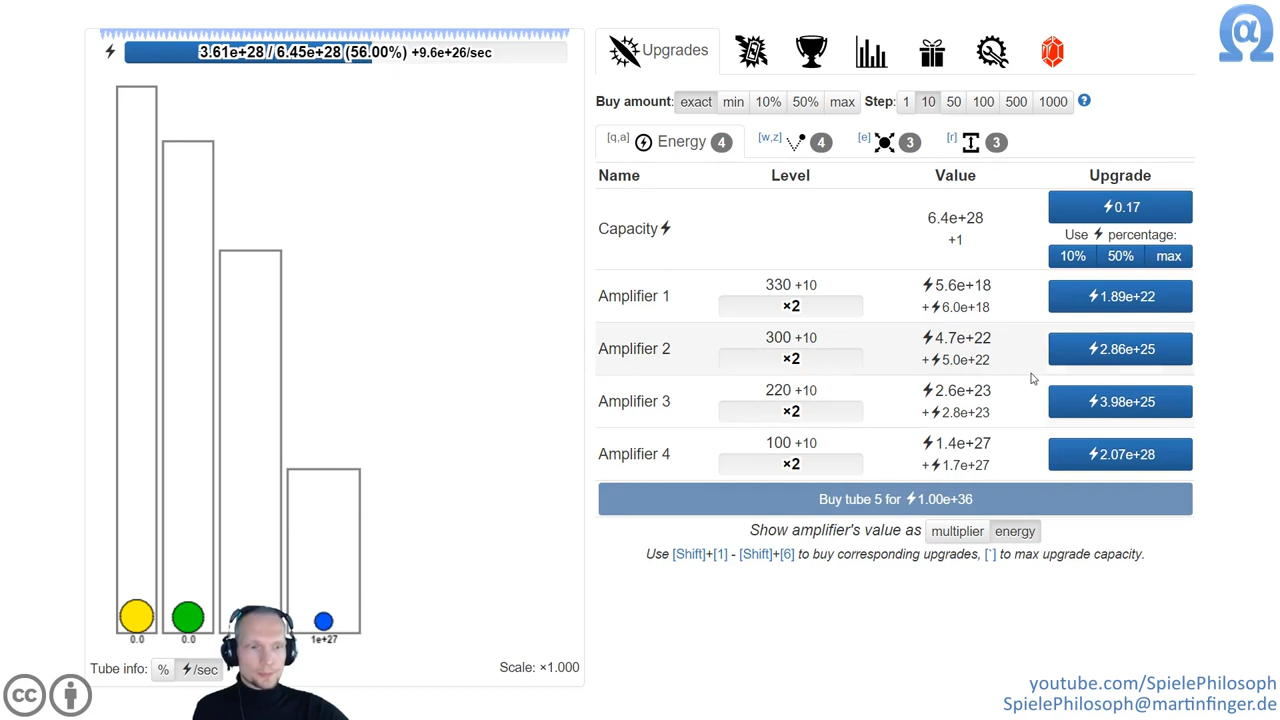 3.61e+28 / 6.45e+28 (56.00%) +9.6e+26/sec
Upgrades
α
Buy amount: exact min 10% 50% max Step: 1 10 50 100 500 1000 ?
[q,a] Energy 4 [w,z] 4 [e] 3 [r] 3
Name Level Value Upgrade
Capacity 6.4e+28 +1 0.17
Use percentage:
10% 50% max
Amplifier 1 330 +10 ×2 5.6e+18 +6.0e+18 1.89e+22
Amplifier 2 300 +10 ×2 4.7e+22 +5.0e+22 2.86e+25
Amplifier 3 220 +10 ×2 2.6e+23 +2.8e+23 3.98e+25
Amplifier 4 100 +10 ×2 1.4e+27 +1.7e+27 2.07e+28
Buy tube 5 for 1.00e+36
Show amplifier's value as multiplier energy
Use [Shift]+[1] - [Shift]+[6] to buy corresponding upgrades, [`] to max upgrade capacity.
0.0 0.0 1e+27
Tube info: % /sec Scale: ×1.000
cc
youtube.com/SpielePhilosoph
SpielePhilosoph@martinfinger.de